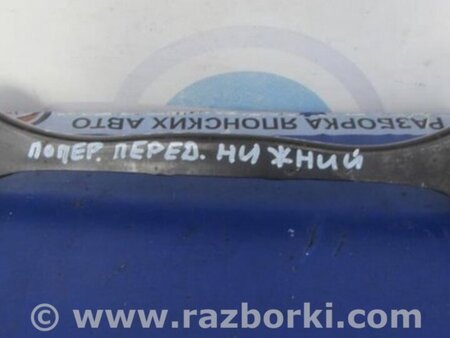 РАЗБОРКА ЯПОНСКИХ АВТО
ПОПЕР. ПЕРЕД. НИЖНИЙ
© www.razborki.com